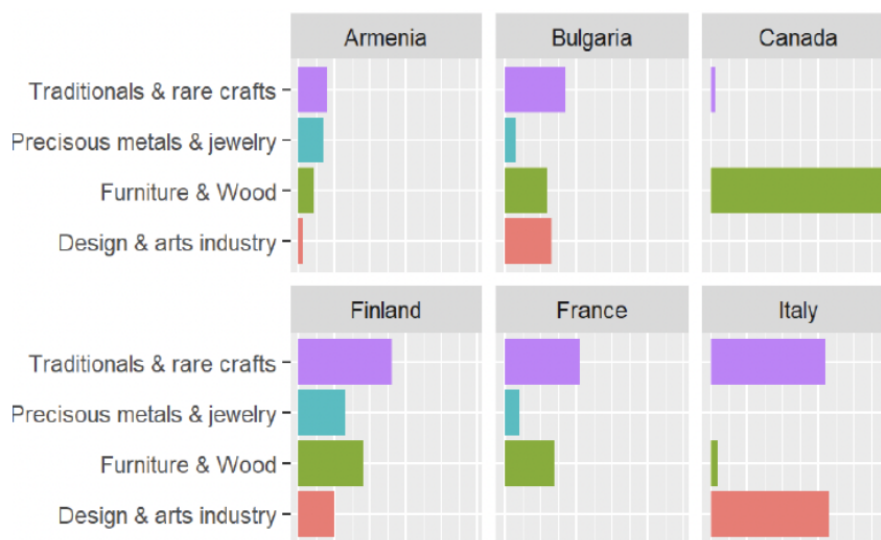 Armenia Bulgaria Canada
Traditionals & rare crafts
Precisous metals & jewelry
Furniture & Wood
Design & arts industry
Finland France Italy
Traditionals & rare crafts
Precisous metals & jewelry
Furniture & Wood
Design & arts industry